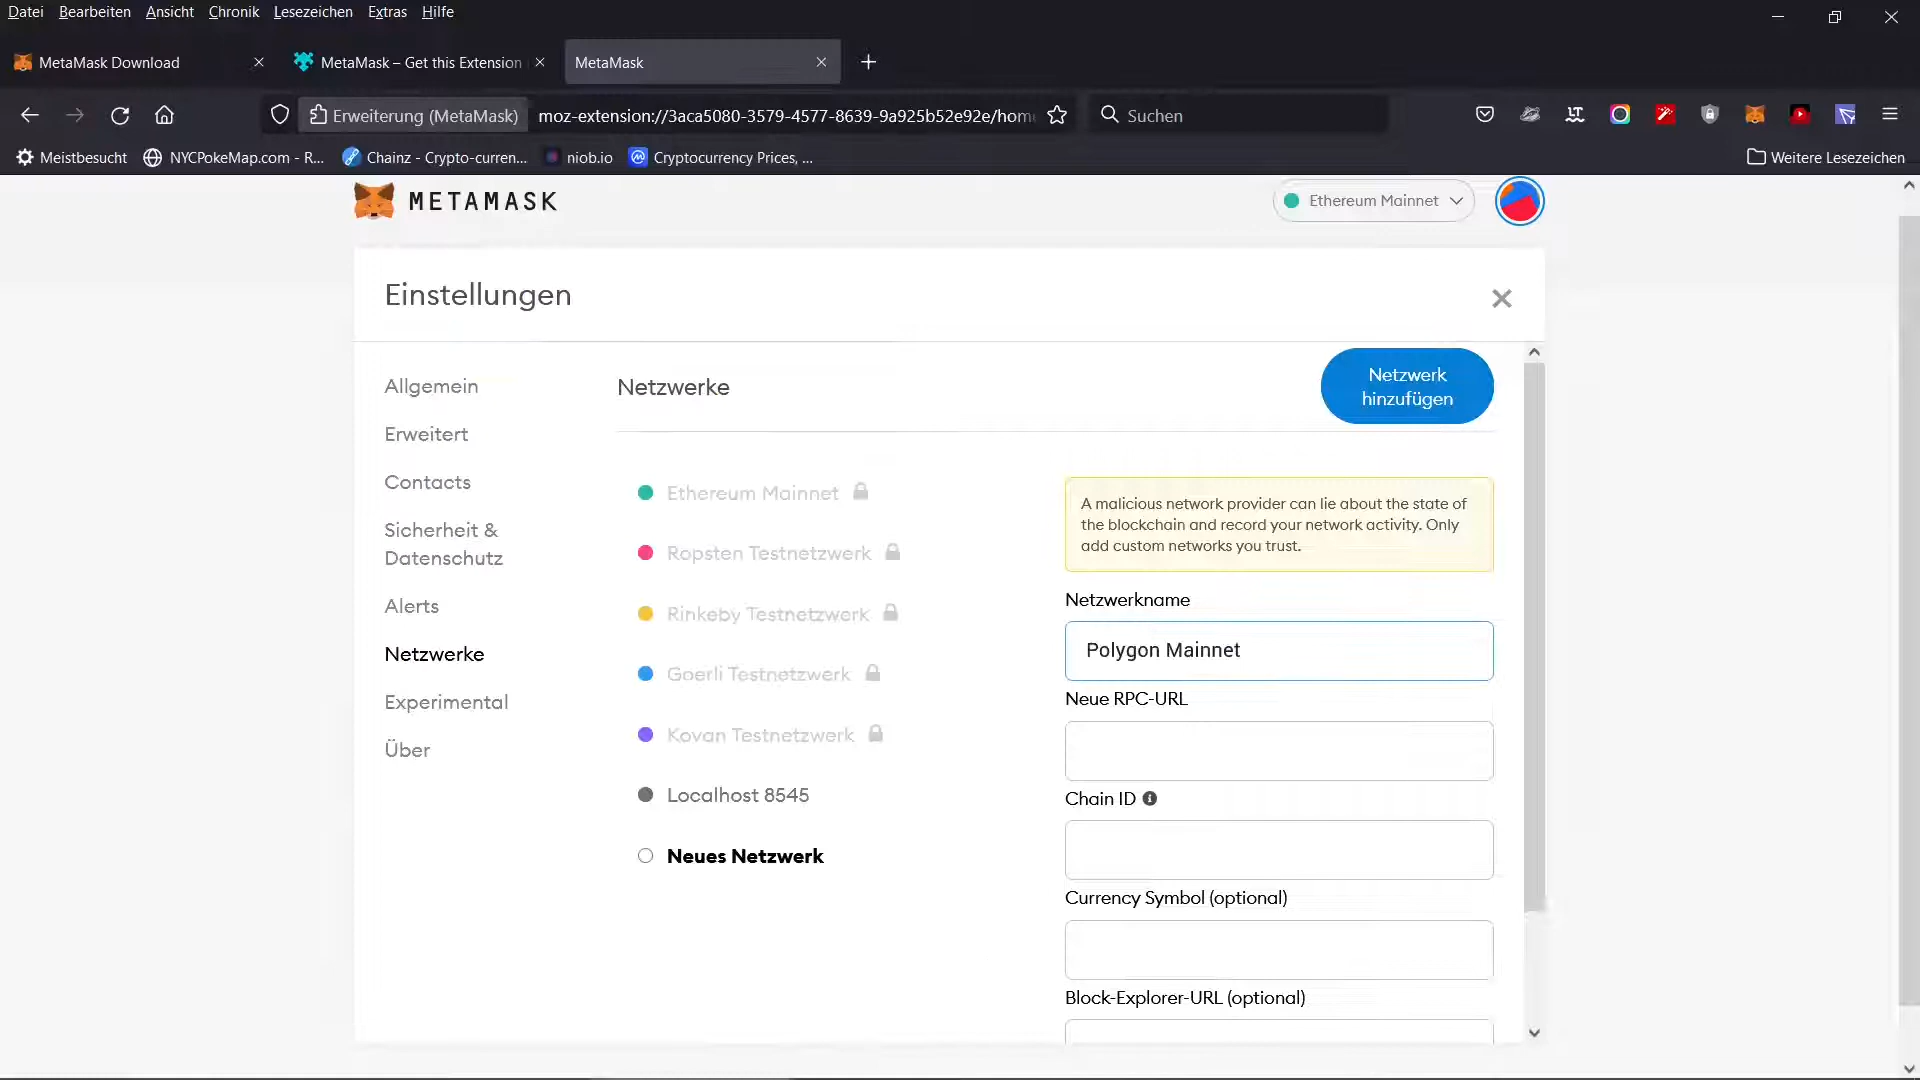 Datei Bearbeiten Ansicht Chronik Lesezeichen Extras Hilfe
MetaMask Download
MetaMask – Get this Extension
MetaMask
Erweiterung (MetaMask)
moz-extension://3aca5080-3579-4577-8639-9a925b52e92e/hom
Suchen
Meistbesucht
NYCPokeMap.com - R...
Chainz - Crypto-curren...
niob.io
Cryptocurrency Prices, ...
Weitere Lesezeichen
METAMASK
Ethereum Mainnet
Einstellungen
Allgemein
Erweitert
Contacts
Sicherheit &
Datenschutz
Alerts
Netzwerke
Experimental
Über
Netzwerke
Netzwerk
hinzufügen
Ethereum Mainnet
Ropsten Testnetzwerk
Rinkeby Testnetzwerk
Goerli Testnetzwerk
Kovan Testnetzwerk
Localhost 8545
Neues Netzwerk
A malicious network provider can lie about the state of
the blockchain and record your network activity. Only
add custom networks you trust.
Netzwerkname
Polygon Mainnet
Neue RPC-URL
Chain ID
Currency Symbol (optional)
Block-Explorer-URL (optional)